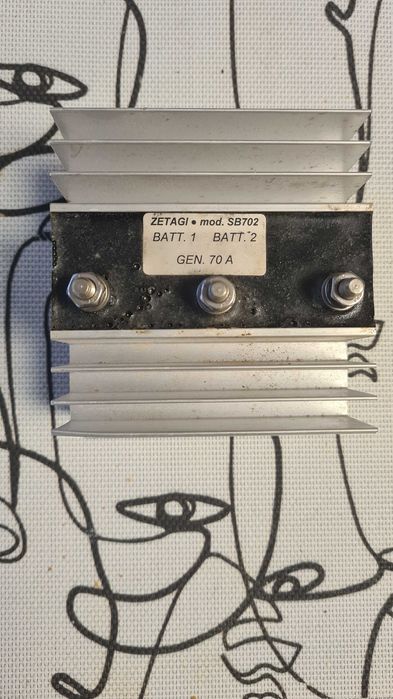 ZETAGI • mod. SB702
BATT. 1 BATT. 2
GEN. 70 A